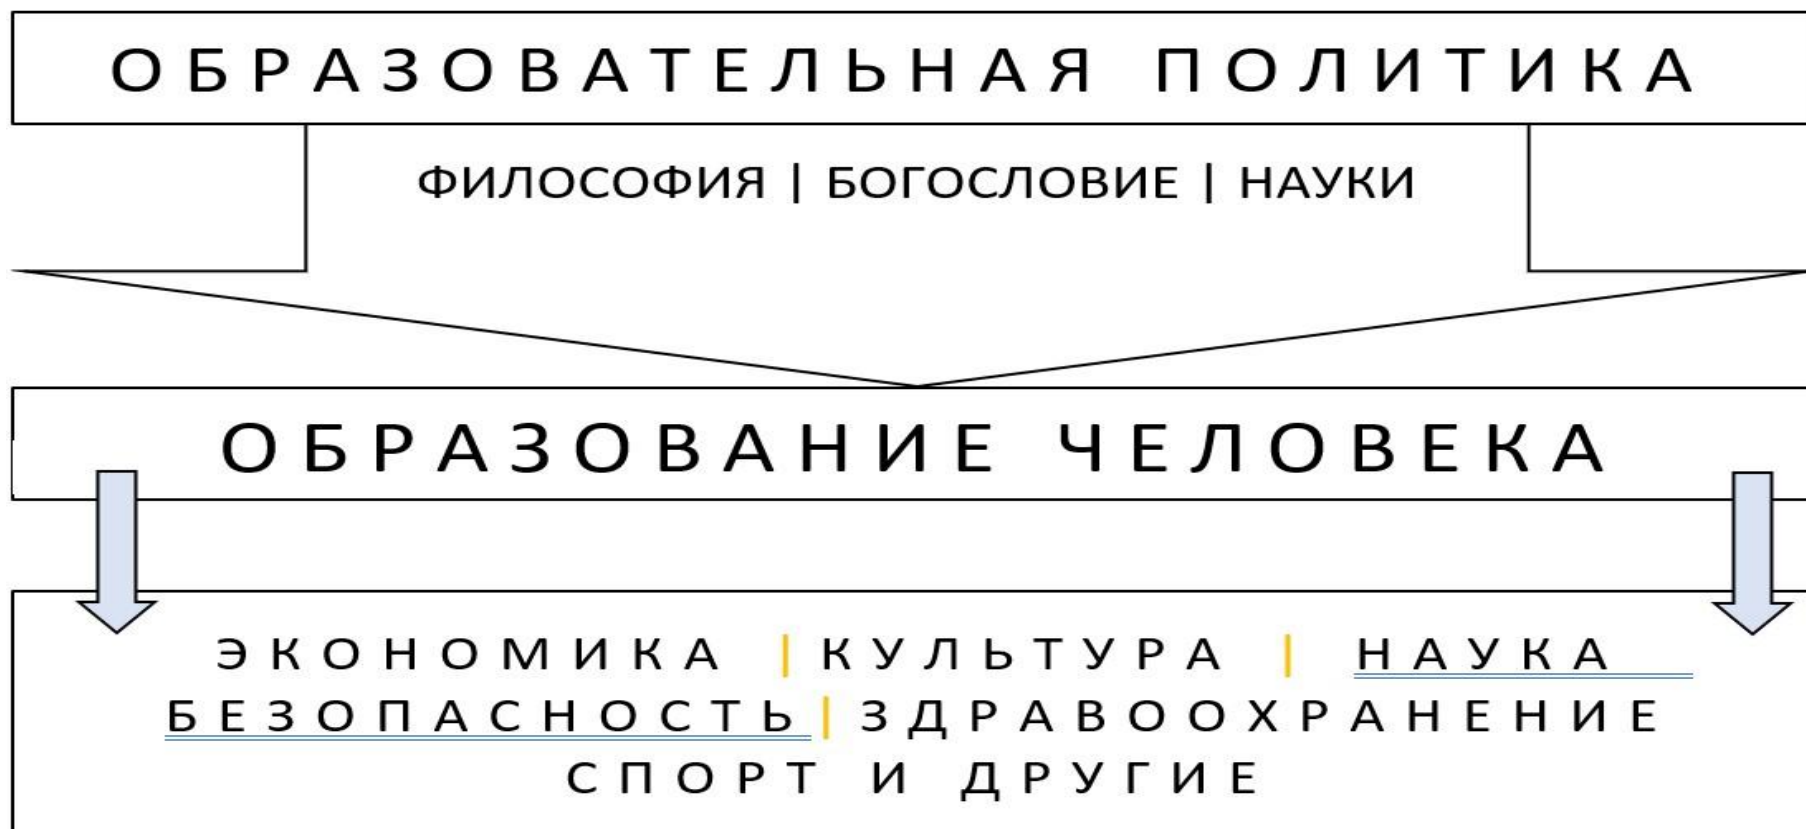 ОБРАЗОВАТЕЛЬНАЯ ПОЛИТИКА
ФИЛОСОФИЯ | БОГОСЛОВИЕ | НАУКИ
ОБРАЗОВАНИЕ ЧЕЛОВЕКА
ЭКОНОМИКА | КУЛЬТУРА | НАУКА
БЕЗОПАСНОСТЬ | ЗДРАВООХРАНЕНИЕ
СПОРТ И ДРУГИЕ